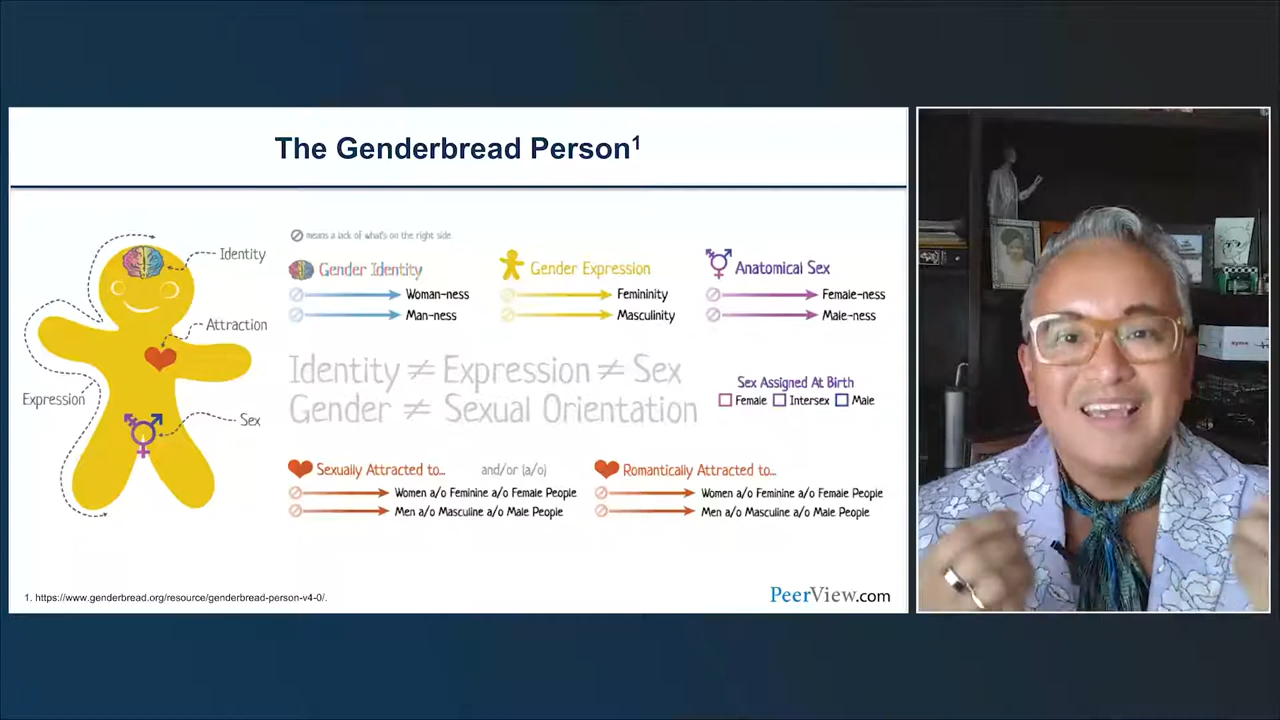 The Genderbread Person1
means a lack of what's on the right side
Identity
Attraction
Expression
Sex
Gender Identity
Woman-ness
Man-ness
Gender Expression
Femininity
Masculinity
Anatomical Sex
Female-ness
Male-ness
Identity ≠ Expression ≠ Sex
Gender ≠ Sexual Orientation
Sex Assigned At Birth
Female Intersex Male
Sexually Attracted to... and/or (a/o)
Women a/o Feminine a/o Female People
Men a/o Masculine a/o Male People
Romantically Attracted to...
Women a/o Feminine a/o Female People
Men a/o Masculine a/o Male People
1. https://www.genderbread.org/resource/genderbread-person-v4-0/.
PeerView.com